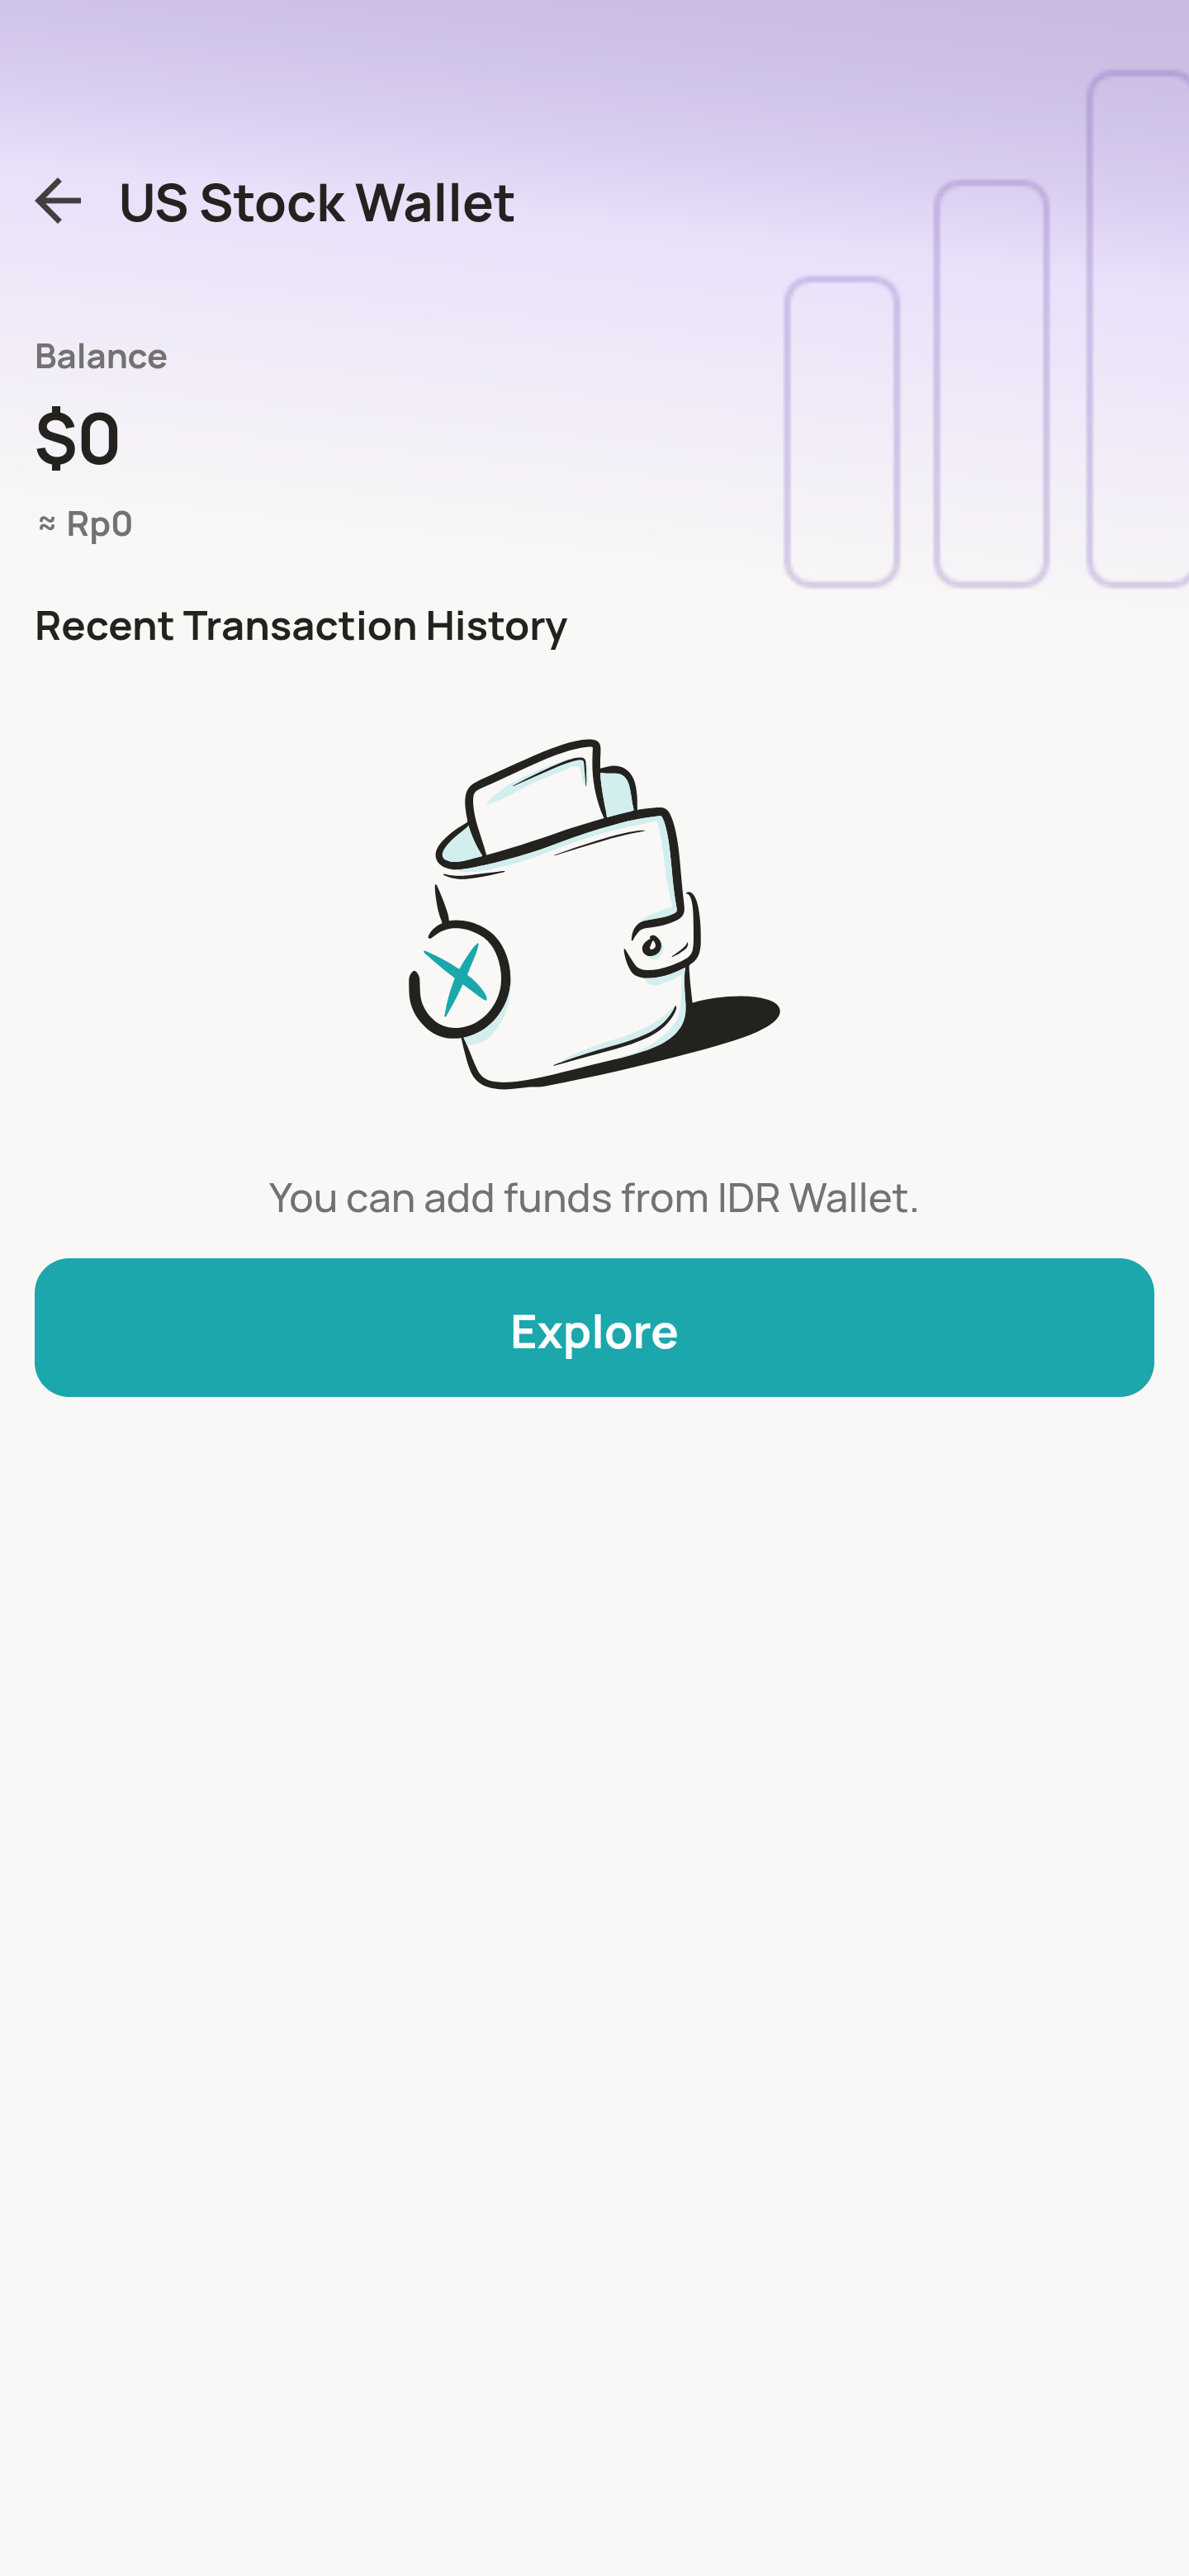 US Stock Wallet
Balance
$0
≈ Rp0
Recent Transaction History
You can add funds from IDR Wallet.
Explore